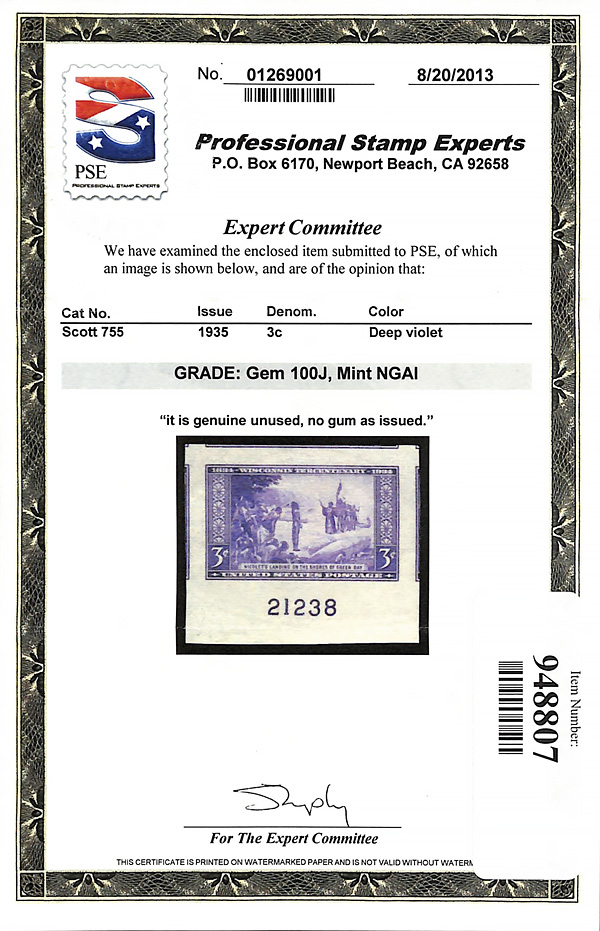 No. 01269001
8/20/2013
PSE
PROFESSIONAL STAMP EXPERTS
Professional Stamp Experts
P.O. Box 6170, Newport Beach, CA 92658
Expert Committee
We have examined the enclosed item submitted to PSE, of which
an image is shown below, and are of the opinion that:
Cat No. Issue Denom. Color
Scott 755 1935 3c Deep violet
GRADE: Gem 100J, Mint NGAI
“it is genuine unused, no gum as issued.”
1634 - WISCONSIN TERCENTENARY - 1934
3c 3c
NICOLET'S LANDING ON THE SHORES OF GREEN BAY
UNITED STATES POSTAGE
21238
Item Number:
948807
For The Expert Committee
THIS CERTIFICATE IS PRINTED ON WATERMARKED PAPER AND IS NOT VALID WITHOUT WATERM